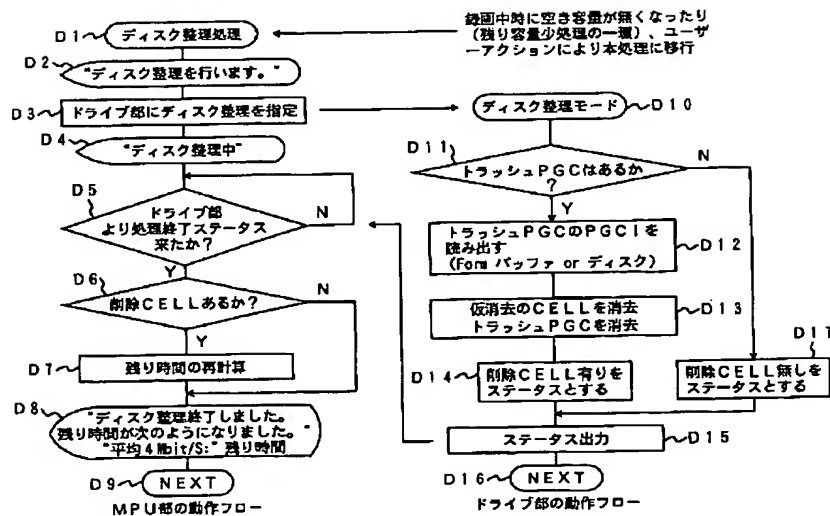 録画中時に空き容量が無くなったり
（残り容量少処理の一環）、ユーザ
ーアクションにより本処理に移行
D1
ディスク整理処理
D2
“ディスク整理を行います。”
D3
ドライブ部にディスク整理を指定
D4
“ディスク整理中”
D5
ドライブ部
より処理終了ステータス
来たか？
N
Y
D6
削除CELLあるか？
N
Y
D7
残り時間の再計算
D8
“ディスク整理終了しました。
残り時間が次のようになりました。”
“平均4Mbit/S:”残り時間
D9
NEXT
MPU部の動作フロー
ディスク整理モード
D10
D11
トラッシュPGCはあるか
？
N
Y
トラッシュPGCのPGCIを
読み出す
（Form バッファ or ディスク）
D12
仮消去のCELLを消去
トラッシュPGCを消去
D13
D14
削除CELL有りを
ステータスとする
D17
削除CELL無しを
ステータスとする
ステータス出力
D15
D16
NEXT
ドライブ部の動作フロー